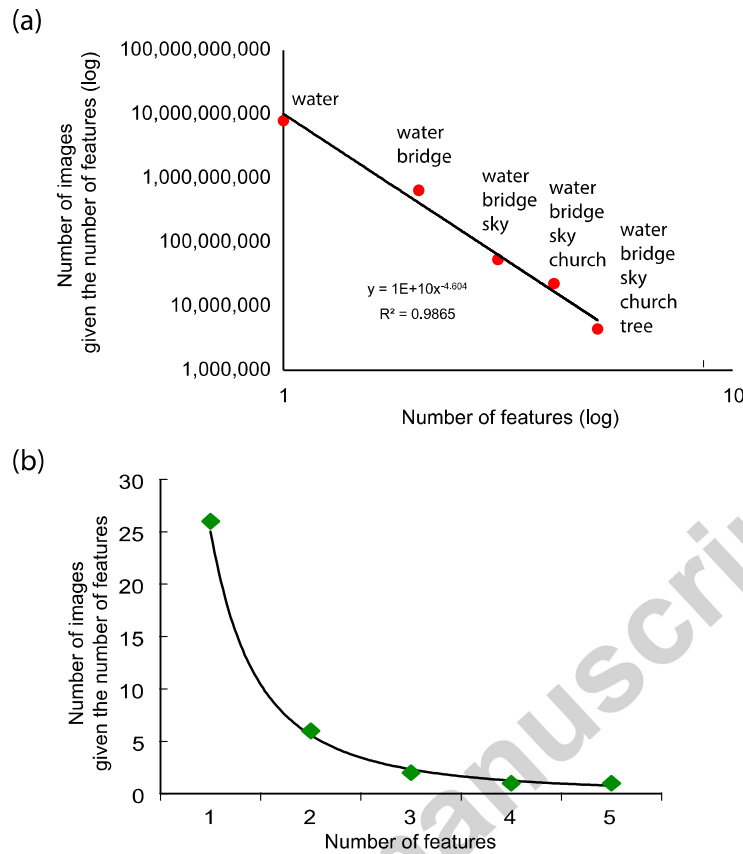 (a)
Number of images
given the number of features (log)
100,000,000,000
10,000,000,000
1,000,000,000
100,000,000
10,000,000
1,000,000
water
water
bridge
water
bridge
sky
water
bridge
sky
church
water
bridge
sky
church
tree
y = 1E+10x^-4.604
R² = 0.9865
1
10
Number of features (log)
(b)
Number of images
given the number of features
30
25
20
15
10
5
0
1 2 3 4 5
Number of features